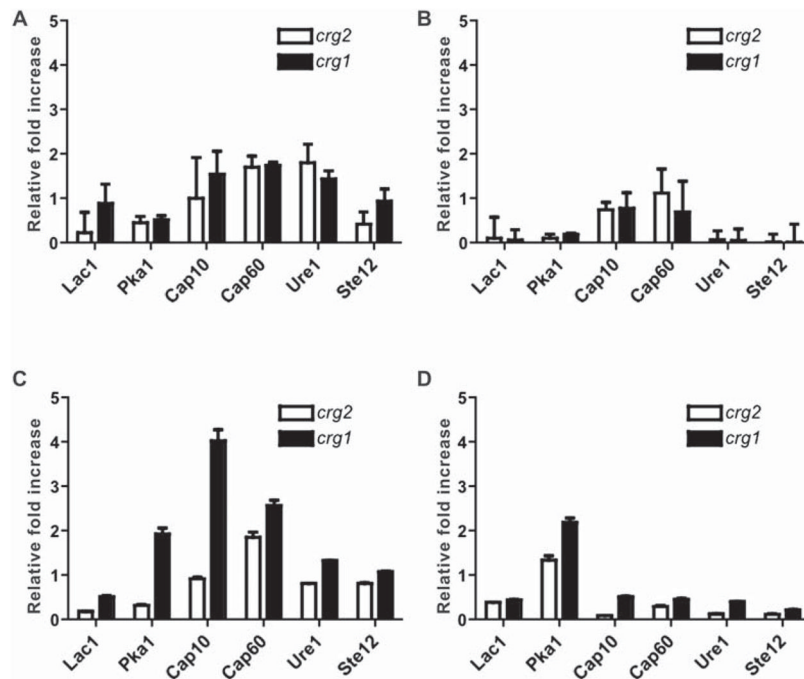 A
Relative fold increase
5
4
3
2
1
0
crg2
crg1
Lac1
Pka1
Cap10
Cap60
Ure1
Ste12
B
Relative fold increase
5
4
3
2
1
0
crg2
crg1
Lac1
Pka1
Cap10
Cap60
Ure1
Ste12
C
Relative fold increase
5
4
3
2
1
0
crg2
crg1
Lac1
Pka1
Cap10
Cap60
Ure1
Ste12
D
Relative fold increase
5
4
3
2
1
0
crg2
crg1
Lac1
Pka1
Cap10
Cap60
Ure1
Ste12